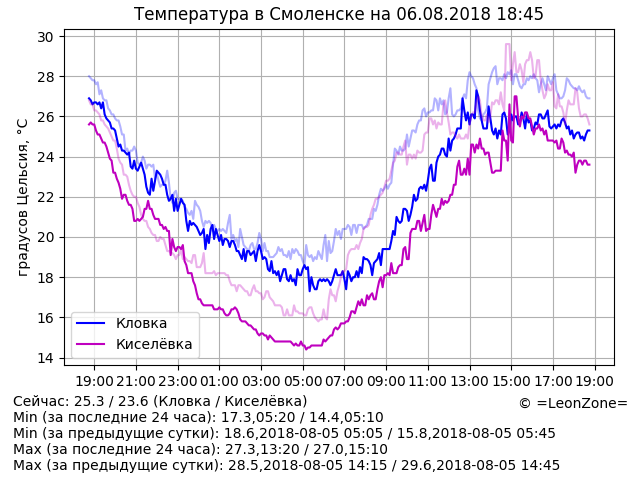 Температура в Смоленске на 06.08.2018 18:45
градусов Цельсия, °C
30
28
26
24
22
20
18
16
14
Кловка
Киселёвка
19:00 21:00 23:00 01:00 03:00 05:00 07:00 09:00 11:00 13:00 15:00 17:00 19:00
Сейчас: 25.3 / 23.6 (Кловка / Киселёвка)
© =LeonZone=
Min (за последние 24 часа): 17.3,05:20 / 14.4,05:10
Min (за предыдущие сутки): 18.6,2018-08-05 05:05 / 15.8,2018-08-05 05:45
Max (за последние 24 часа): 27.3,13:20 / 27.0,15:10
Max (за предыдущие сутки): 28.5,2018-08-05 14:15 / 29.6,2018-08-05 14:45